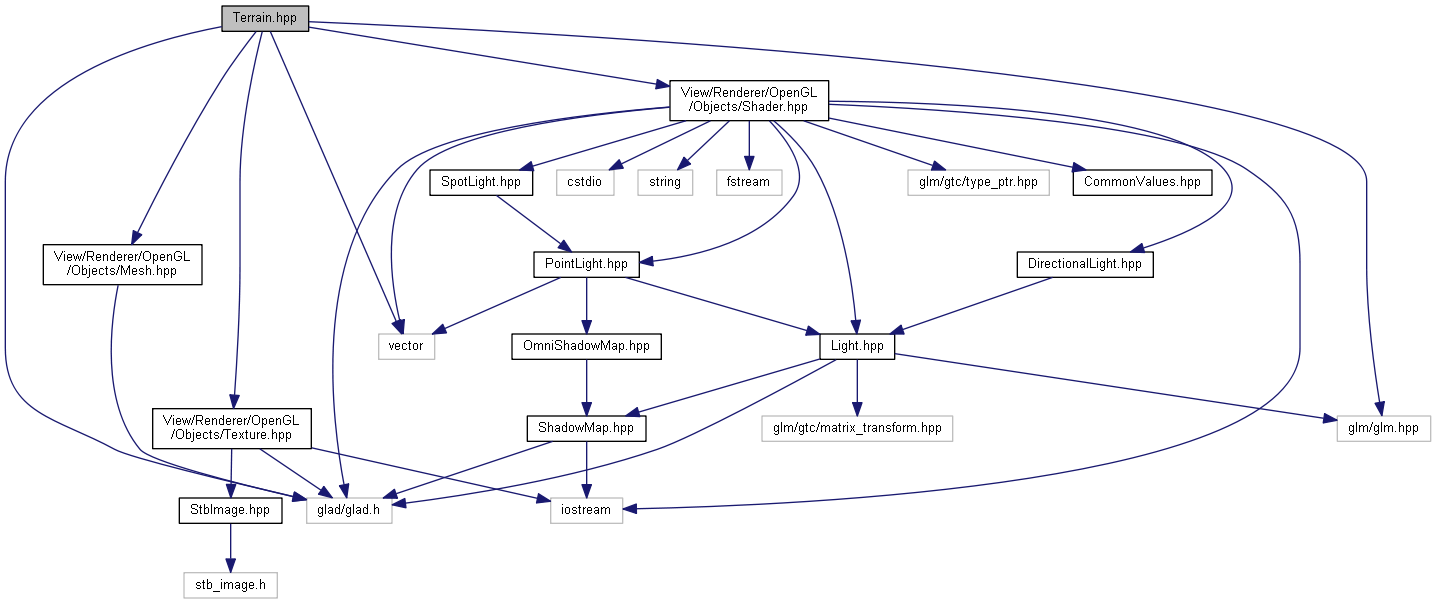 Terrain.hpp
View/Renderer/OpenGL
/Objects/Shader.hpp
SpotLight.hpp
cstdio
string
fstream
glm/gtc/type_ptr.hpp
CommonValues.hpp
View/Renderer/OpenGL
/Objects/Mesh.hpp
PointLight.hpp
DirectionalLight.hpp
vector
OmniShadowMap.hpp
Light.hpp
View/Renderer/OpenGL
/Objects/Texture.hpp
ShadowMap.hpp
glm/gtc/matrix_transform.hpp
glm/glm.hpp
StbImage.hpp
glad/glad.h
iostream
stb_image.h